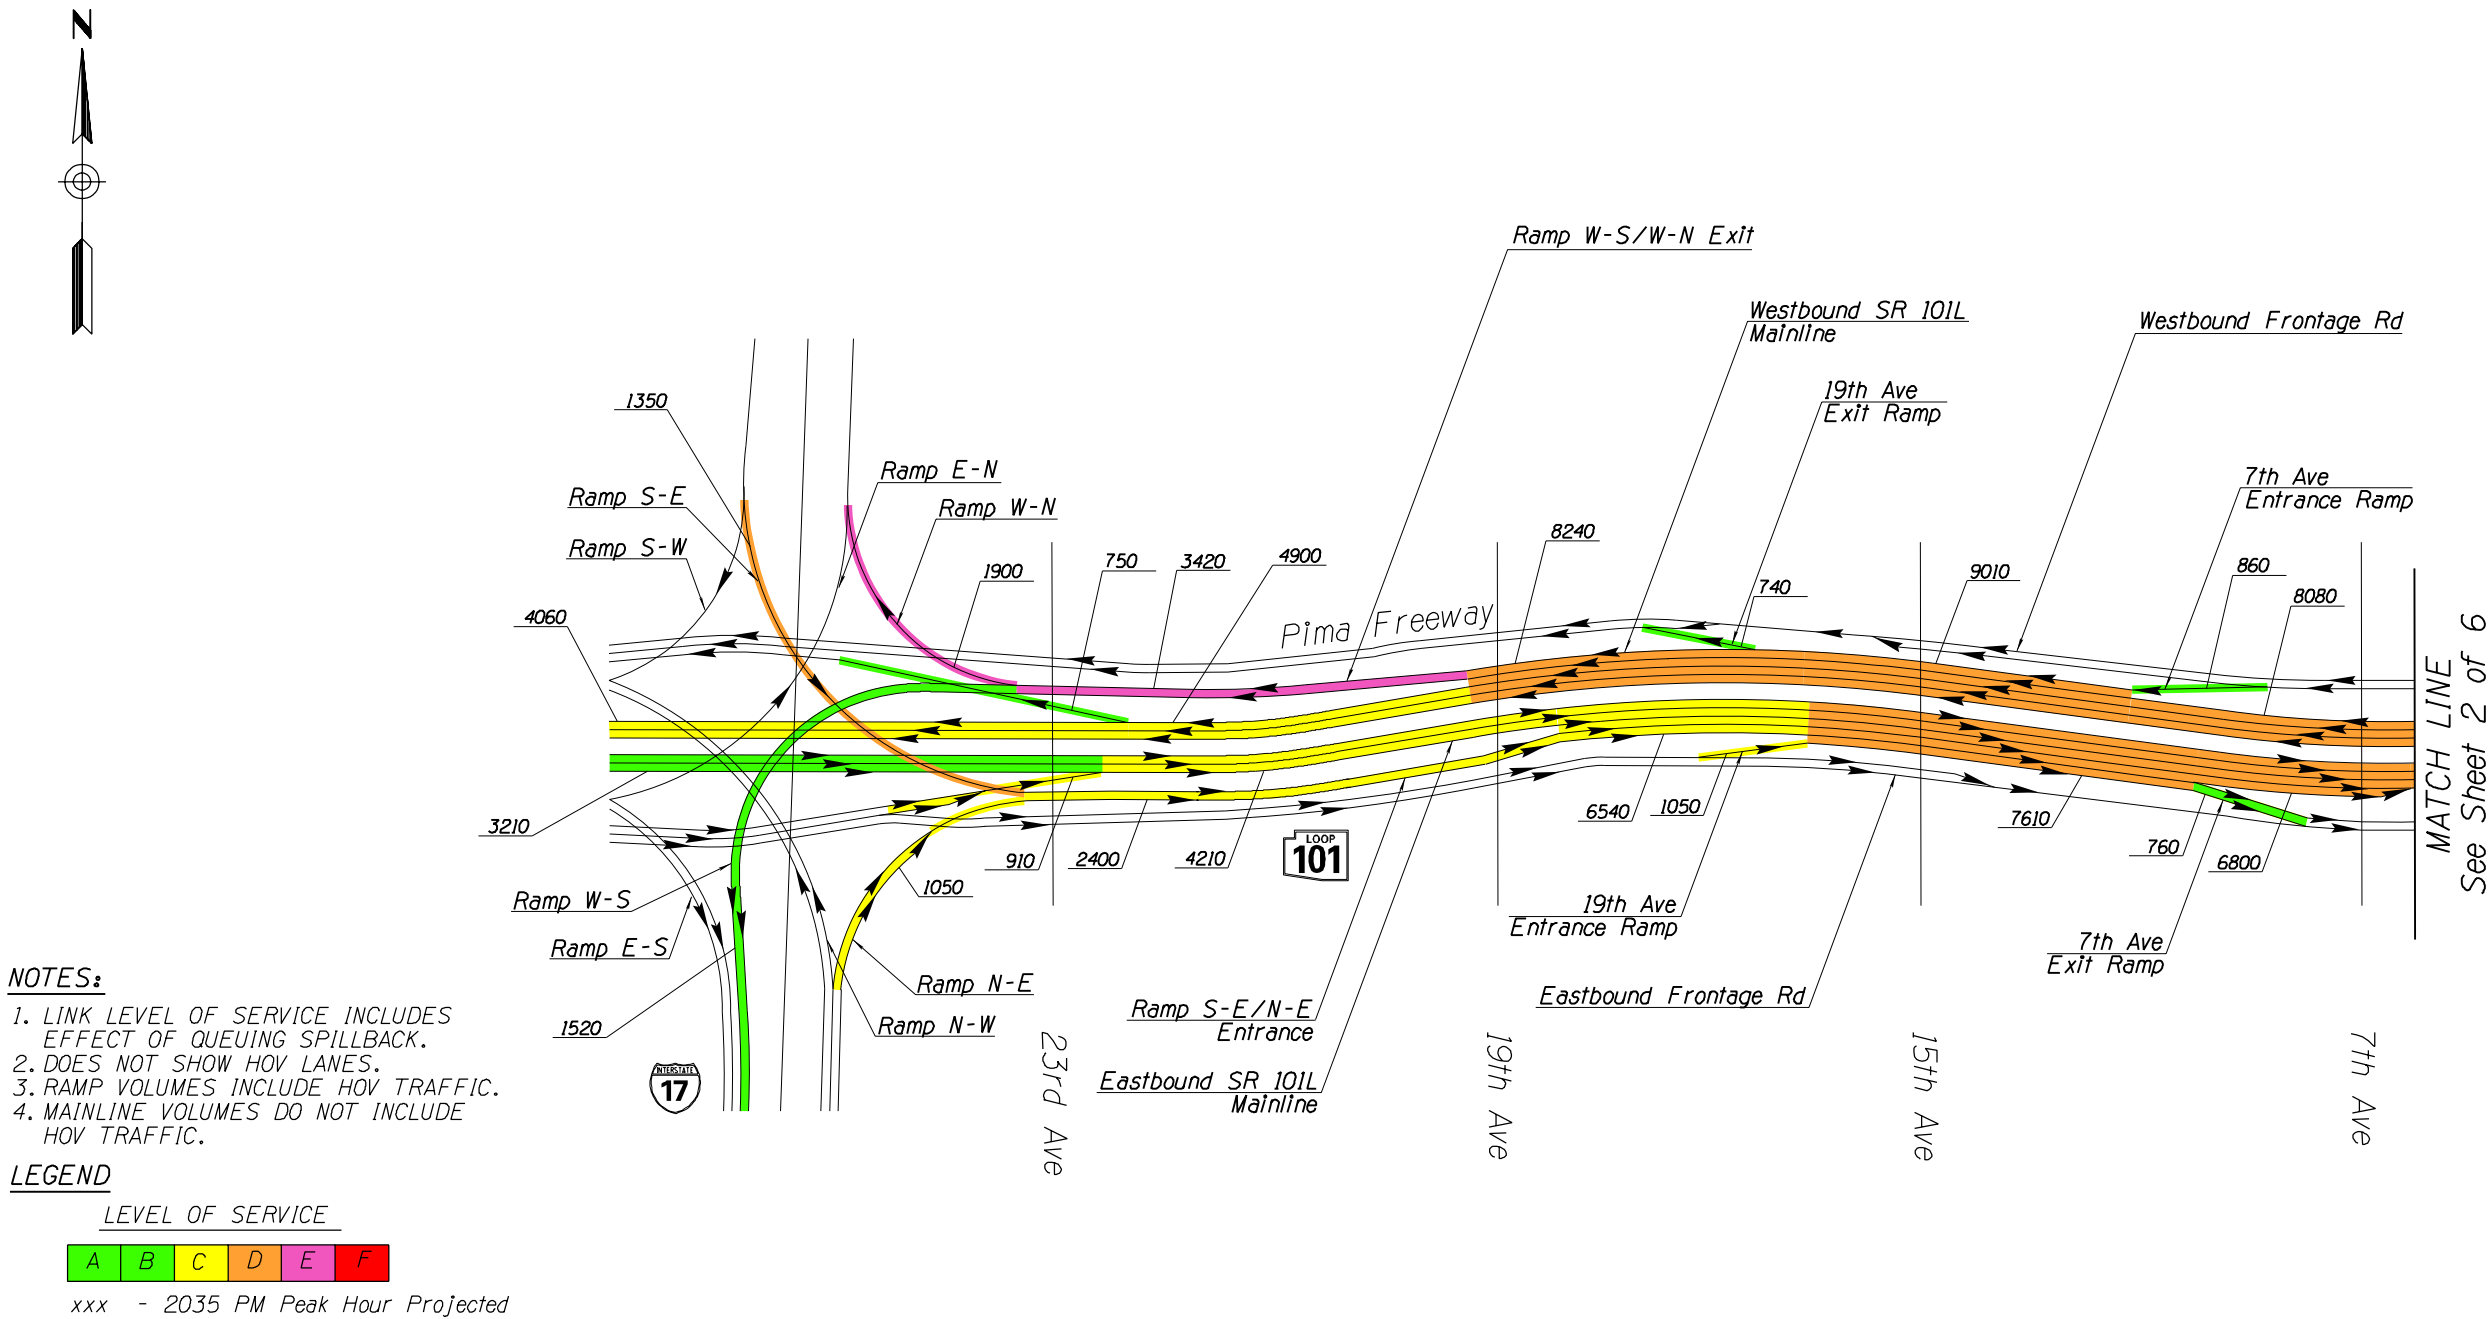 N
Ramp W-S/W-N Exit
Westbound SR 101L
Mainline
Westbound Frontage Rd
19th Ave
Exit Ramp
1350
Ramp E-N
Ramp S-E
Ramp W-N
7th Ave
Entrance Ramp
Ramp S-W
8240
750
3420
4900
1900
9010
860
740
8080
4060
Pima Freeway
MATCH LINE
See Sheet 2 of 6
3210
910
2400
4210
LOOP
101
6540
1050
7610
760
6800
1050
Ramp W-S
19th Ave
Entrance Ramp
Ramp E-S
7th Ave
Exit Ramp
Ramp N-E
Eastbound Frontage Rd
Ramp S-E/N-E
Entrance
1520
Ramp N-W
Eastbound SR 101L
Mainline
INTERSTATE
17
23rd Ave
19th Ave
15th Ave
7th Ave
NOTES:
1. LINK LEVEL OF SERVICE INCLUDES
EFFECT OF QUEUING SPILLBACK.
2. DOES NOT SHOW HOV LANES.
3. RAMP VOLUMES INCLUDE HOV TRAFFIC.
4. MAINLINE VOLUMES DO NOT INCLUDE
HOV TRAFFIC.
LEGEND
LEVEL OF SERVICE
A B C D E F
xxx - 2035 PM Peak Hour Projected